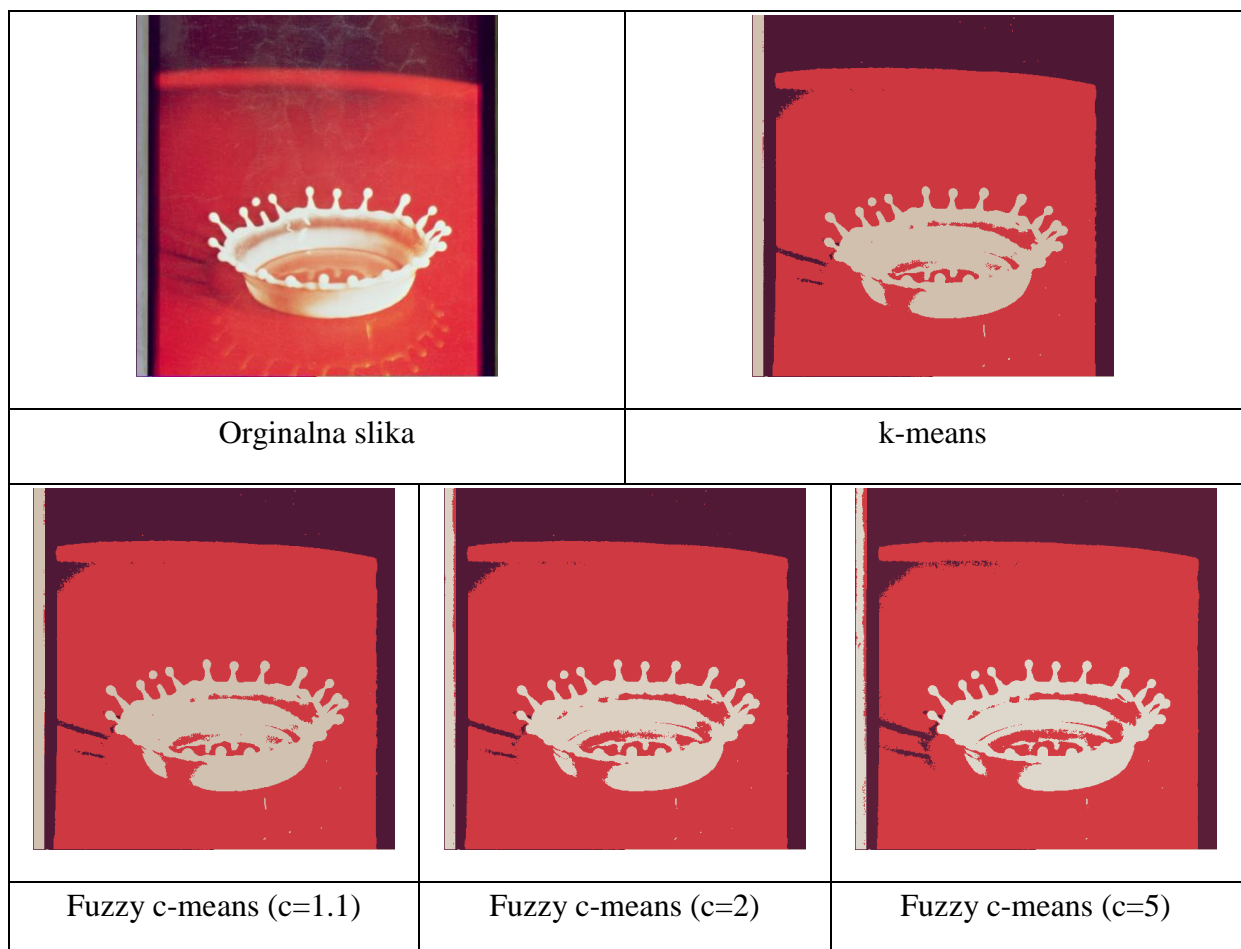 Orginalna slika
k-means
Fuzzy c-means (c=1.1)
Fuzzy c-means (c=2)
Fuzzy c-means (c=5)